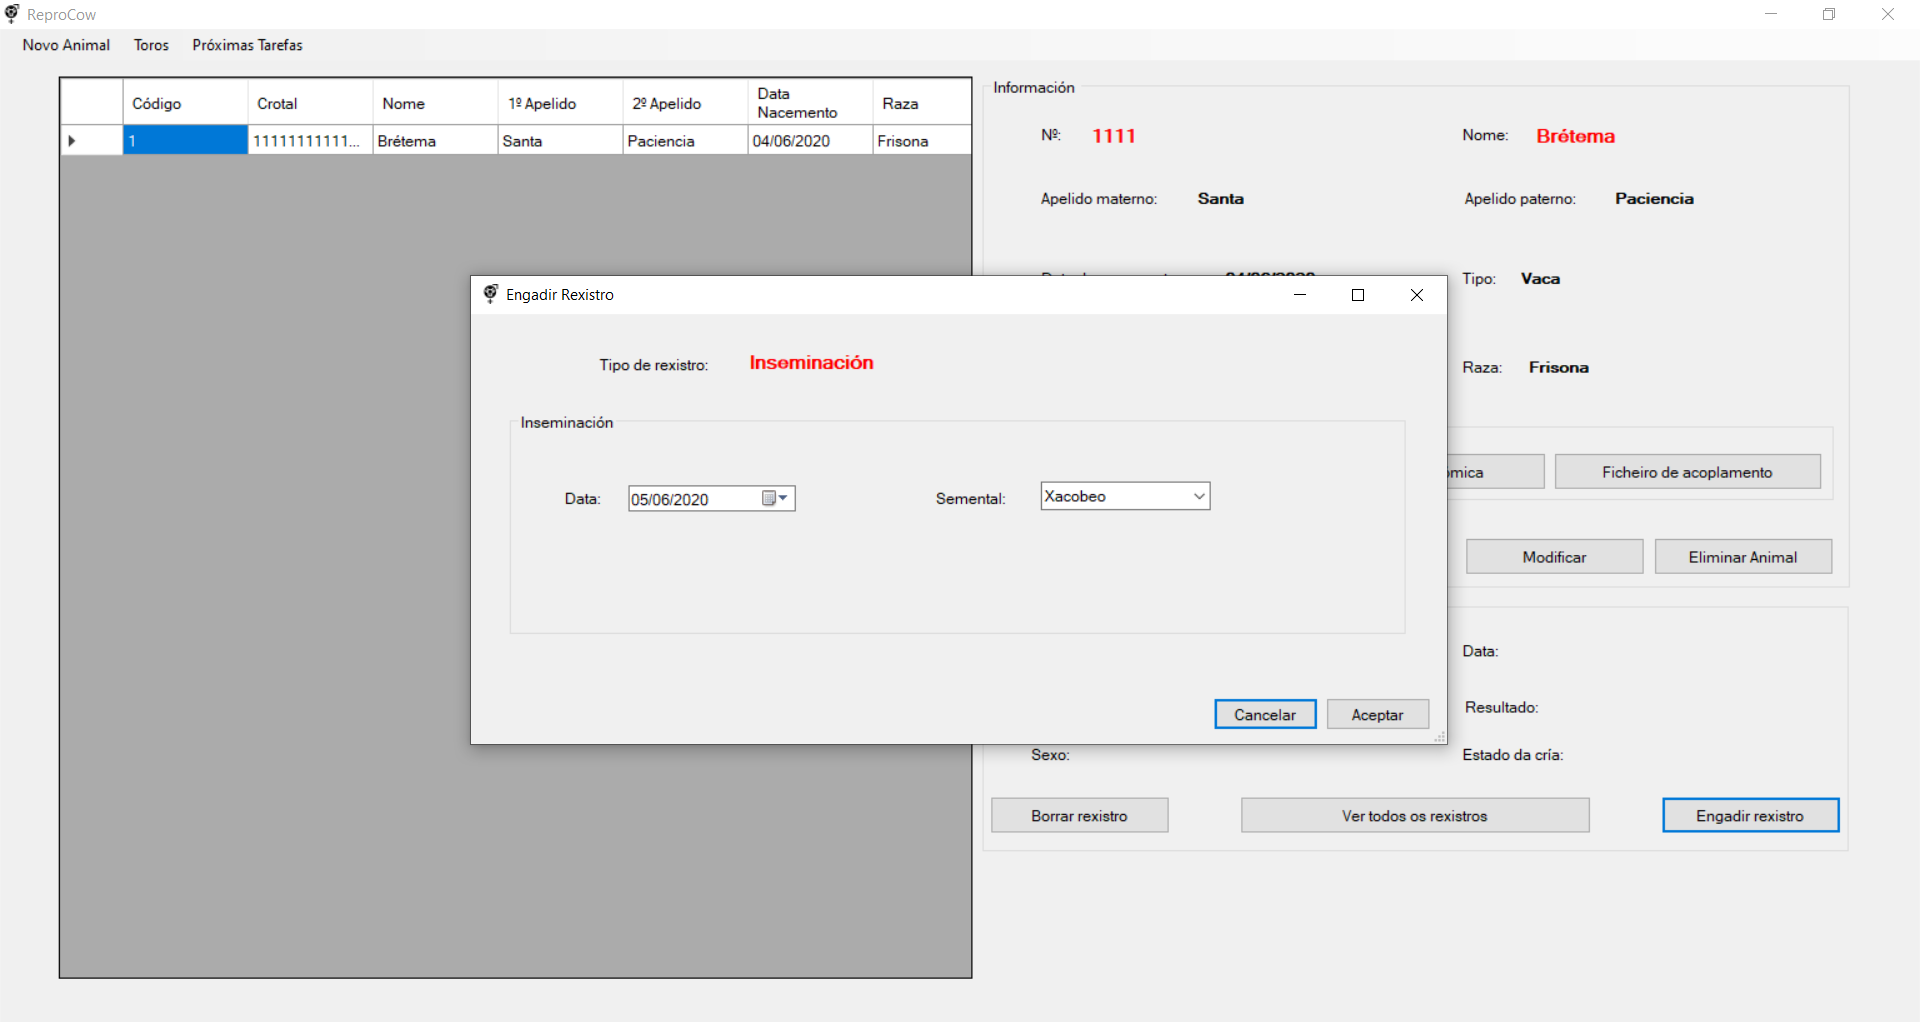 ReproCow
Novo Animal Toros Próximas Tarefas
Código Crotal Nome 1º Apelido 2º Apelido Data Nacemento Raza
1 11111111111... Brétema Santa Paciencia 04/06/2020 Frisona
Información
Nº: 1111 Nome: Brétema
Apelido materno: Santa Apelido paterno: Paciencia
Tipo: Vaca
Raza: Frisona
Ficheiro de acoplamento
Modificar Eliminar Animal
Engadir Rexistro
Tipo de rexistro: Inseminación
Inseminación
Data: 05/06/2020 Semental: Xacobeo
Cancelar Aceptar
Data:
Resultado:
Sexo: Estado da cría:
Borrar rexistro Ver todos os rexistros Engadir rexistro